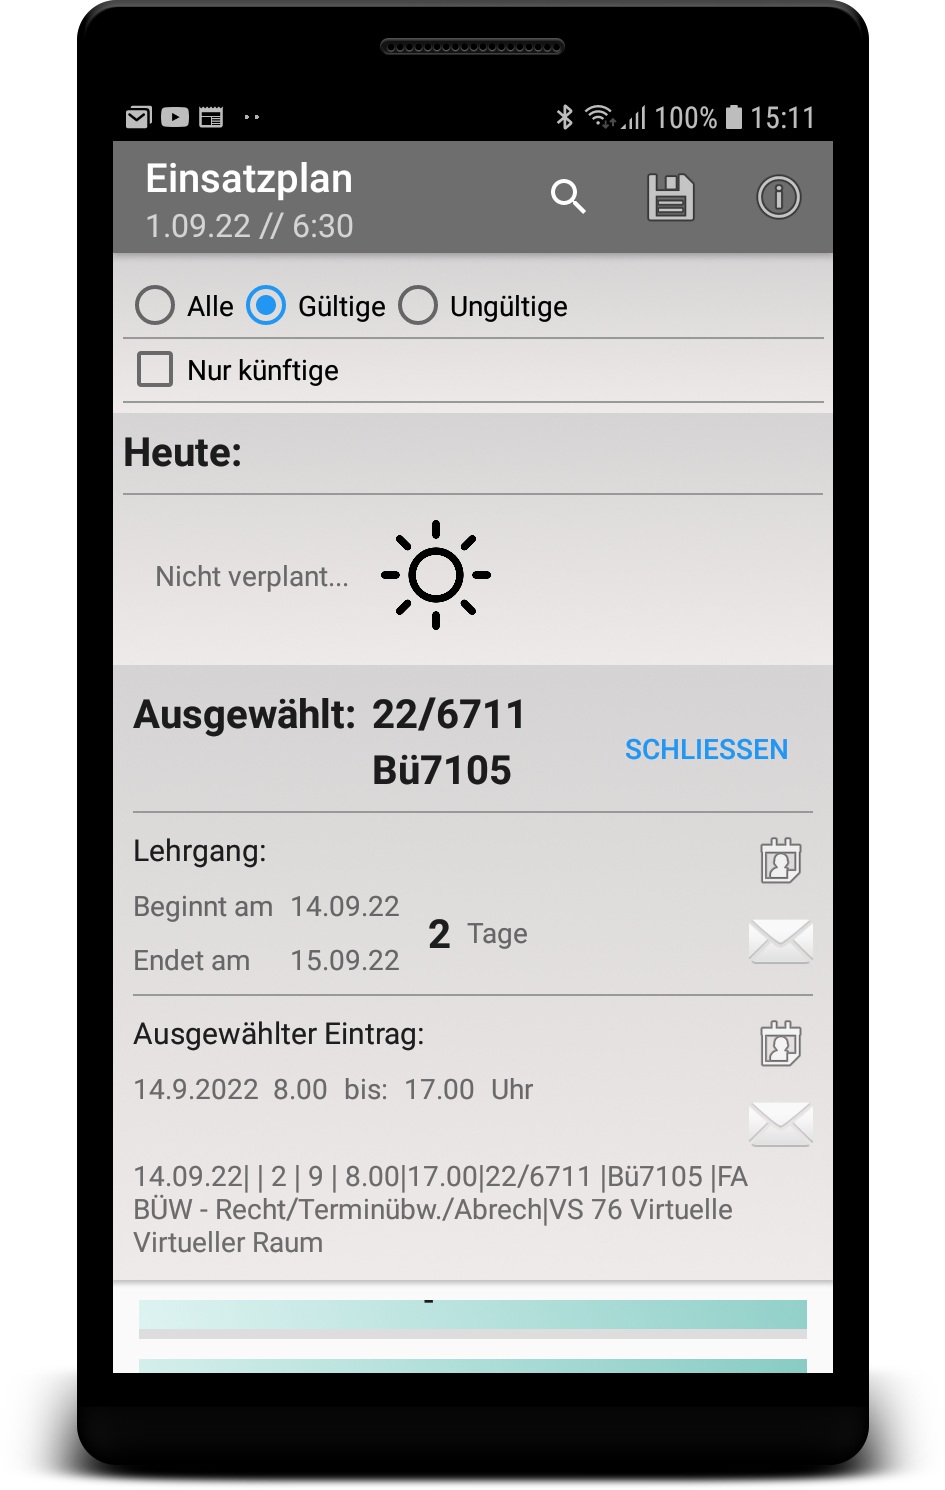 100% 15:11
Einsatzplan
1.09.22 // 6:30
Alle Gültige Ungültige
Nur künftige
Heute:
Nicht verplant...
Ausgewählt: 22/6711
Bü7105
SCHLIESSEN
Lehrgang:
Beginnt am 14.09.22
2 Tage
Endet am 15.09.22
Ausgewählter Eintrag:
14.9.2022 8.00 bis: 17.00 Uhr
14.09.22| | 2 | 9 | 8.00|17.00|22/6711 |Bü7105 |FA
BÜW - Recht/Terminübw./Abrech|VS 76 Virtuelle
Virtueller Raum